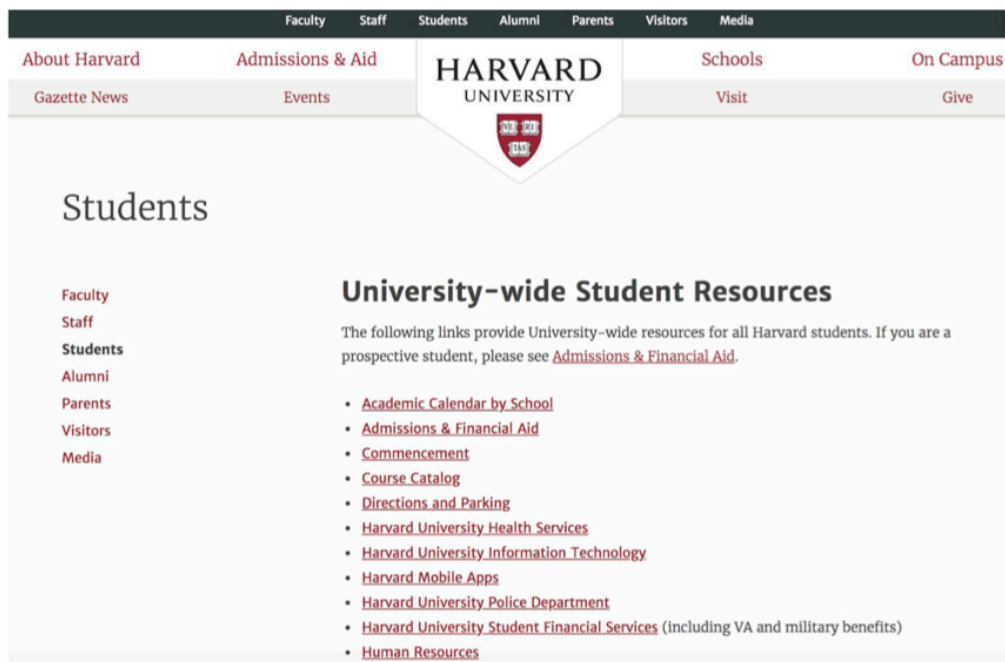 Faculty Staff Students Alumni Parents Visitors Media
About Harvard Admissions & Aid Schools On Campus
HARVARD
UNIVERSITY
Gazette News Events Visit Give
VE RI
TAS
Students
Faculty
Staff
Students
Alumni
Parents
Visitors
Media
University-wide Student Resources
The following links provide University-wide resources for all Harvard students. If you are a
prospective student, please see Admissions & Financial Aid.
• Academic Calendar by School
• Admissions & Financial Aid
• Commencement
• Course Catalog
• Directions and Parking
• Harvard University Health Services
• Harvard University Information Technology
• Harvard Mobile Apps
• Harvard University Police Department
• Harvard University Student Financial Services (including VA and military benefits)
• Human Resources